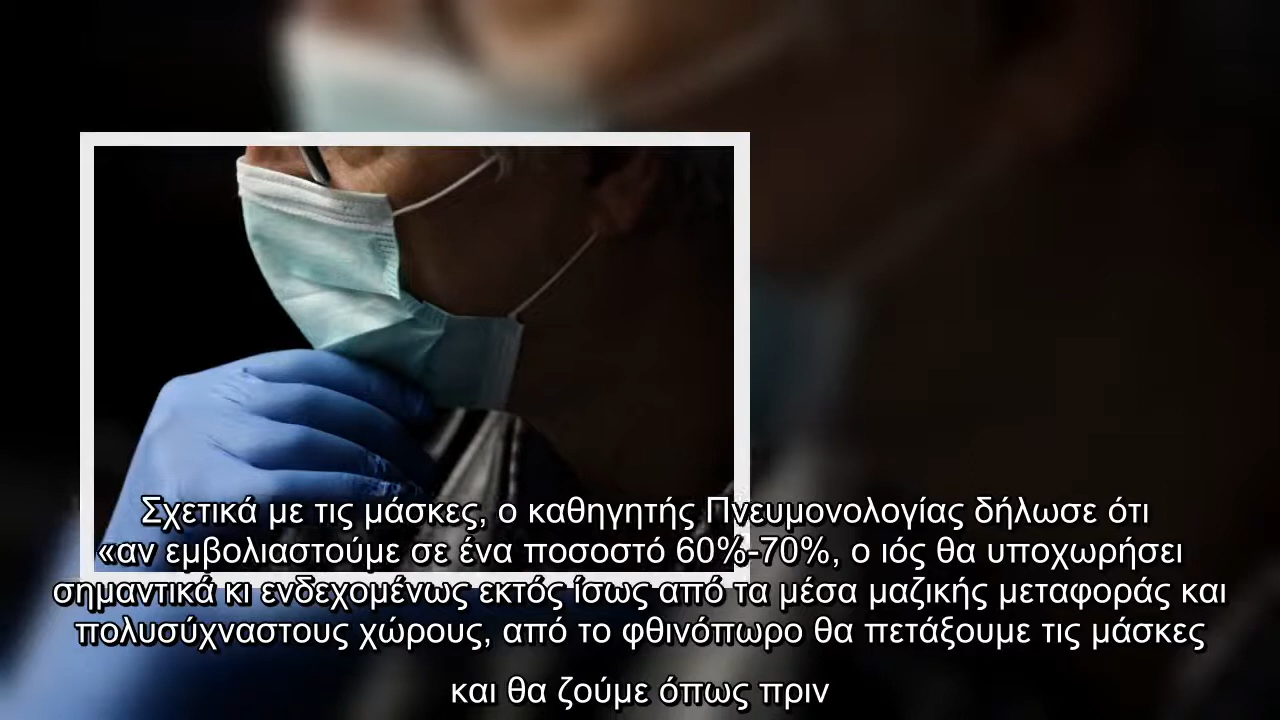 Σχετικά με τις μάσκες, ο καθηγητής Πνευμονολογίας δήλωσε ότι
«αν εμβολιαστούμε σε ένα ποσοστό 60%-70%, ο ιός θα υποχωρήσει
σημαντικά κι ενδεχομένως εκτός ίσως από τα μέσα μαζικής μεταφοράς και
πολυσύχναστους χώρους, από το φθινόπωρο θα πετάξουμε τις μάσκες
και θα ζούμε όπως πριν